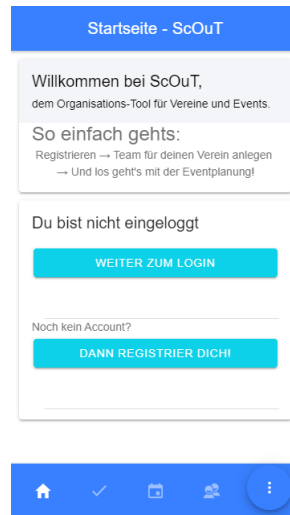 Startseite - ScOuT
Willkommen bei ScOuT,
dem Organisations-Tool für Vereine und Events.
So einfach gehts:
Registrieren → Team für deinen Verein anlegen
→ Und los geht's mit der Eventplanung!
Du bist nicht eingeloggt
WEITER ZUM LOGIN
Noch kein Account?
DANN REGISTRIER DICH!